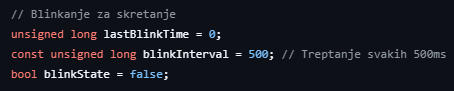 // Blinkanje za skretanje
unsigned long lastBlinkTime = 0;
const unsigned long blinkInterval = 500; // Treptanje svakih 500ms
bool blinkState = false;